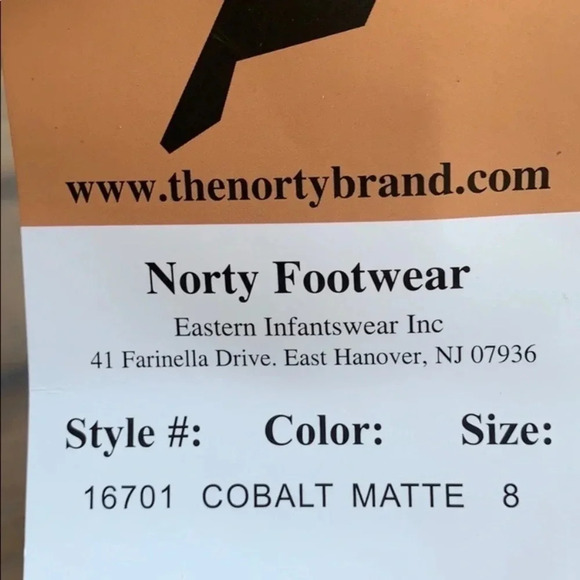 www.thenortybrand.com
Norty Footwear
Eastern Infantswear Inc
41 Farinella Drive. East Hanover, NJ 07936
Style #: Color: Size:
16701 COBALT MATTE 8